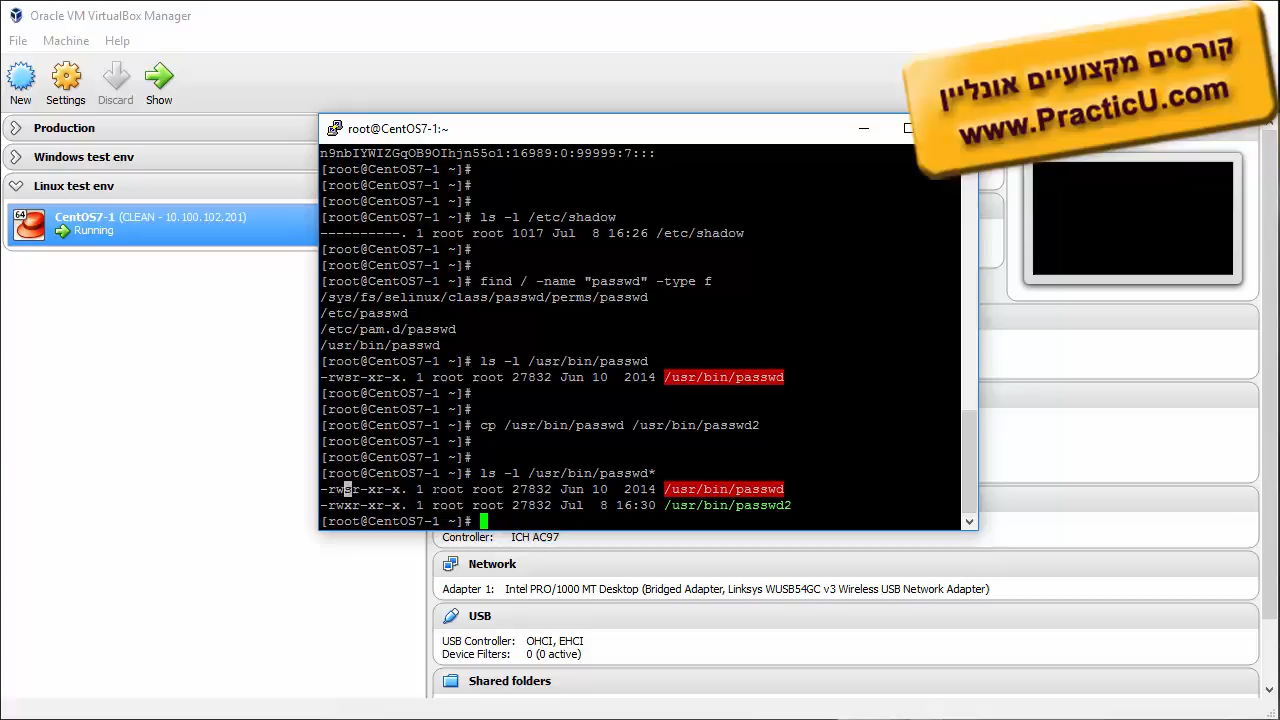 Oracle VM VirtualBox Manager
File Machine Help
New Settings Discard Show
קורסים מקצועיים אונליין
www.PracticU.com
Production
Windows test env
Linux test env
64
CentOS7-1 (CLEAN - 10.100.102.201)
Running
root@CentOS7-1:~
n9nbIYWIZGqOB9OIhjn55o1:16989:0:99999:7:::
[root@CentOS7-1 ~]#
[root@CentOS7-1 ~]#
[root@CentOS7-1 ~]#
[root@CentOS7-1 ~]# ls -l /etc/shadow
----------. 1 root root 1017 Jul  8 16:26 /etc/shadow
[root@CentOS7-1 ~]#
[root@CentOS7-1 ~]#
[root@CentOS7-1 ~]# find / -name "passwd" -type f
/sys/fs/selinux/class/passwd/perms/passwd
/etc/passwd
/etc/pam.d/passwd
/usr/bin/passwd
[root@CentOS7-1 ~]# ls -l /usr/bin/passwd
-rwsr-xr-x. 1 root root 27832 Jun 10  2014 /usr/bin/passwd
[root@CentOS7-1 ~]#
[root@CentOS7-1 ~]#
[root@CentOS7-1 ~]# cp /usr/bin/passwd /usr/bin/passwd2
[root@CentOS7-1 ~]#
[root@CentOS7-1 ~]#
[root@CentOS7-1 ~]# ls -l /usr/bin/passwd*
-rwsr-xr-x. 1 root root 27832 Jun 10  2014 /usr/bin/passwd
-rwxr-xr-x. 1 root root 27832 Jul  8 16:30 /usr/bin/passwd2
[root@CentOS7-1 ~]#
Controller: ICH AC97
Network
Adapter 1: Intel PRO/1000 MT Desktop (Bridged Adapter, Linksys WUSB54GC v3 Wireless USB Network Adapter)
USB
USB Controller: OHCI, EHCI
Device Filters: 0 (0 active)
Shared folders